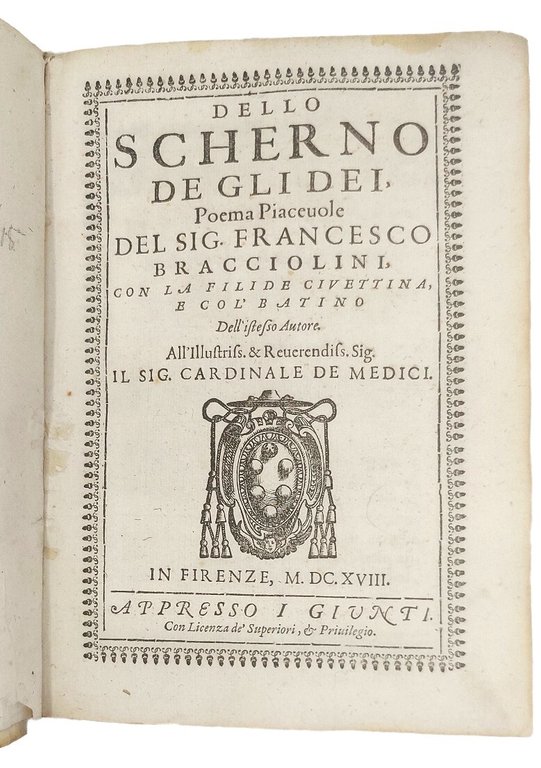 DELLO
SCHERNO
DE GLI DEI,
Poema Piaceuole
DEL SIG. FRANCESCO
BRACCIOLINI,
CON LA FILIDE CIVETTINA,
E COL' BATINO
Dell'iſteſſo Autore.
All'Illuſtriſs. & Reuerendiſs. Sig.
IL SIG. CARDINALE DE MEDICI.
IN FIRENZE, M. DC. XVIII.
APPRESSO I GIVNTI.
Con Licenza de' Superiori, & Priuilegio.